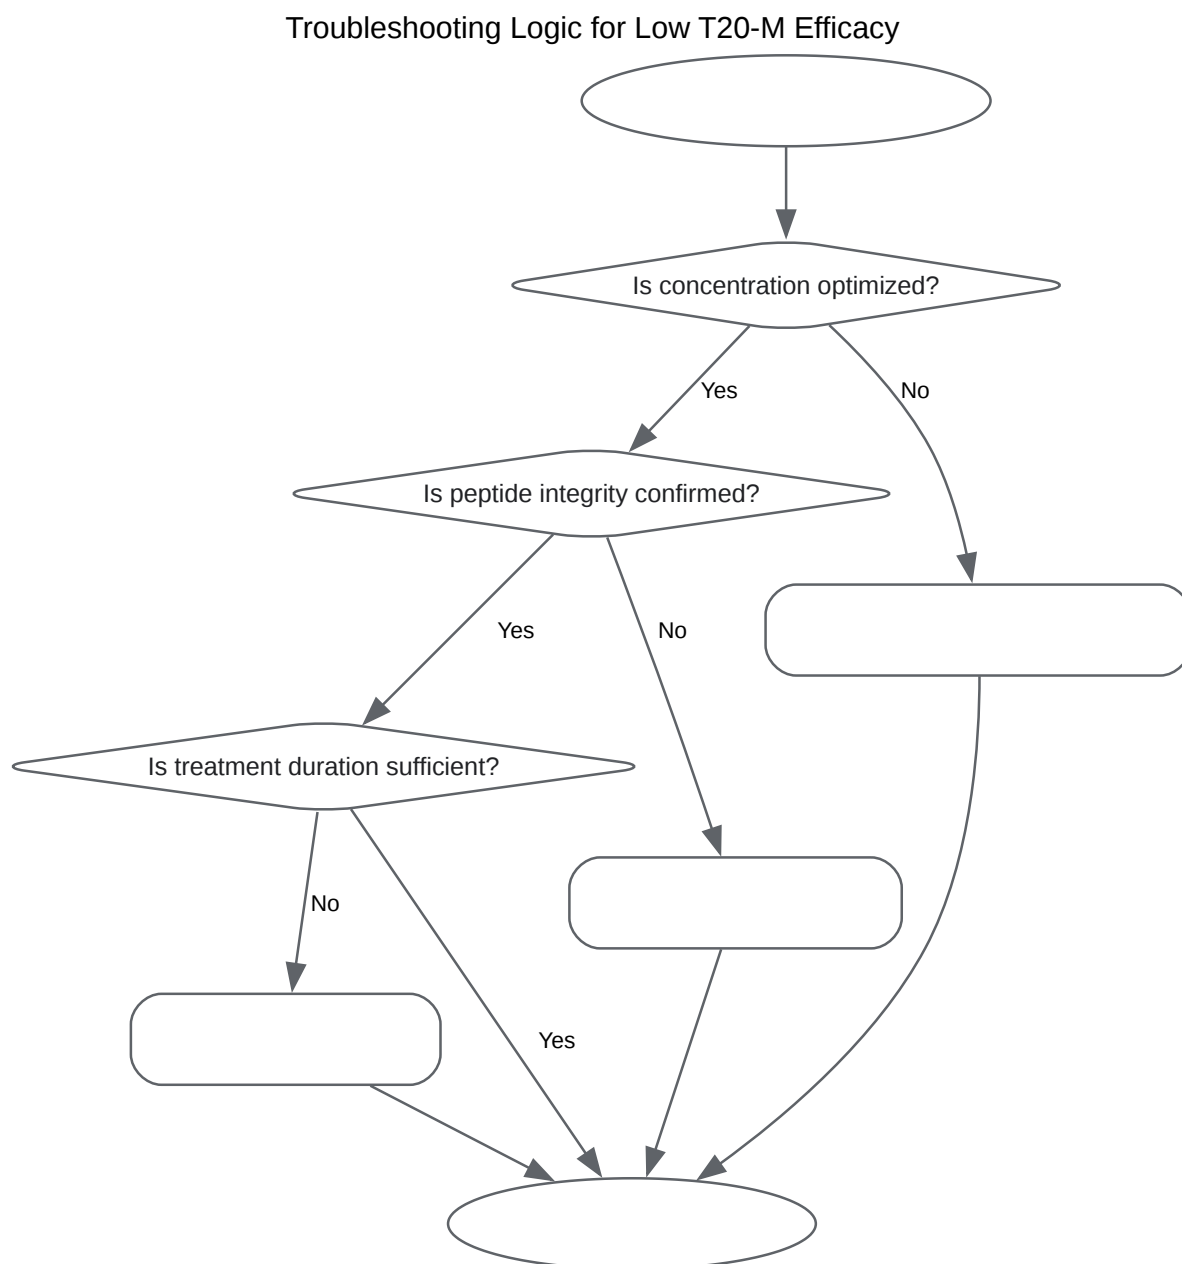 Troubleshooting Logic for Low T20-M Efficacy
Is concentration optimized?
Yes
No
Is peptide integrity confirmed?
Yes
No
Is treatment duration sufficient?
No
Yes